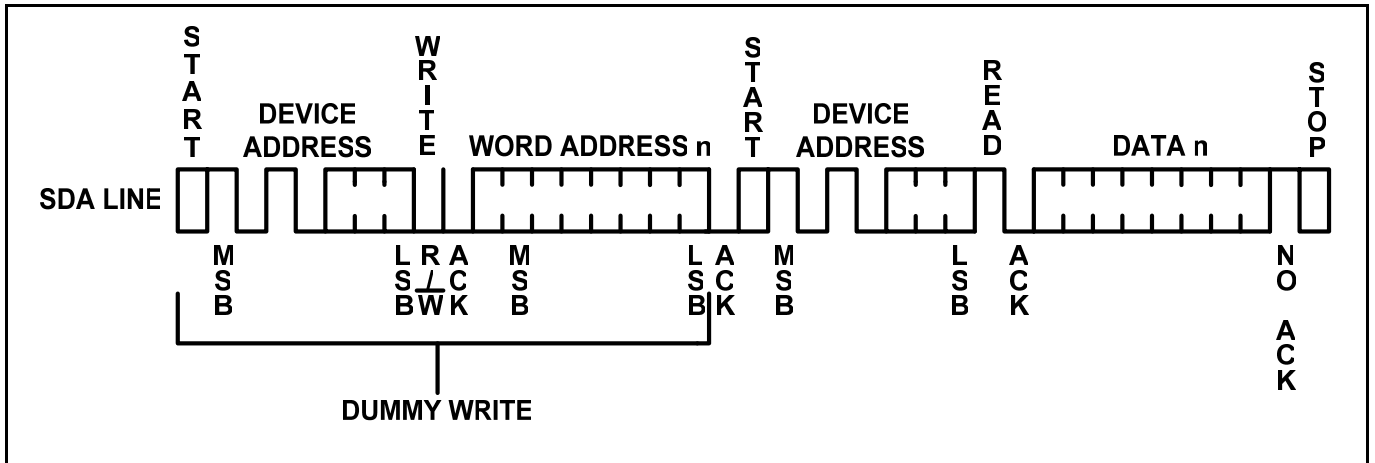 START
DEVICE
ADDRESS
WRITE
WORD ADDRESS n
START
DEVICE
ADDRESS
READ
DATA n
STOP
SDA LINE
MSB
LSB
R/W
ACK
MSB
LSB
ACK
MSB
LSB
ACK
NO ACK
DUMMY WRITE